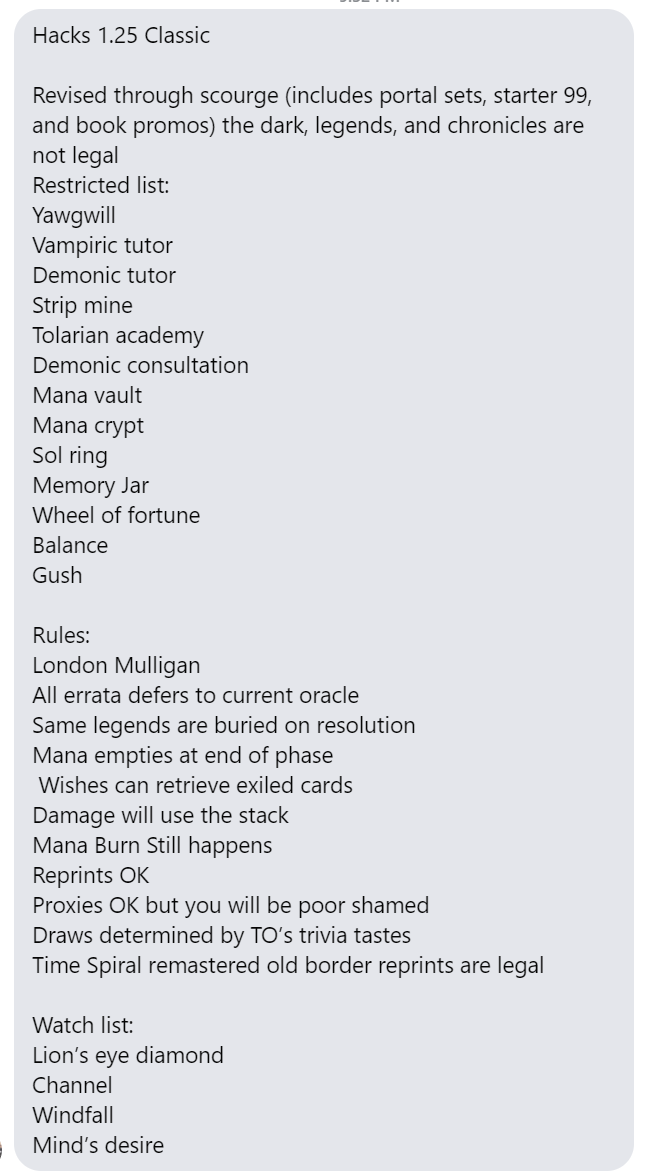 Hacks 1.25 Classic
Revised through scourge (includes portal sets, starter 99,
and book promos) the dark, legends, and chronicles are
not legal
Restricted list:
Yawgwill
Vampiric tutor
Demonic tutor
Strip mine
Tolarian academy
Demonic consultation
Mana vault
Mana crypt
Sol ring
Memory Jar
Wheel of fortune
Balance
Gush
Rules:
London Mulligan
All errata defers to current oracle
Same legends are buried on resolution
Mana empties at end of phase
Wishes can retrieve exiled cards
Damage will use the stack
Mana Burn Still happens
Reprints OK
Proxies OK but you will be poor shamed
Draws determined by TO's trivia tastes
Time Spiral remastered old border reprints are legal
Watch list:
Lion's eye diamond
Channel
Windfall
Mind's desire